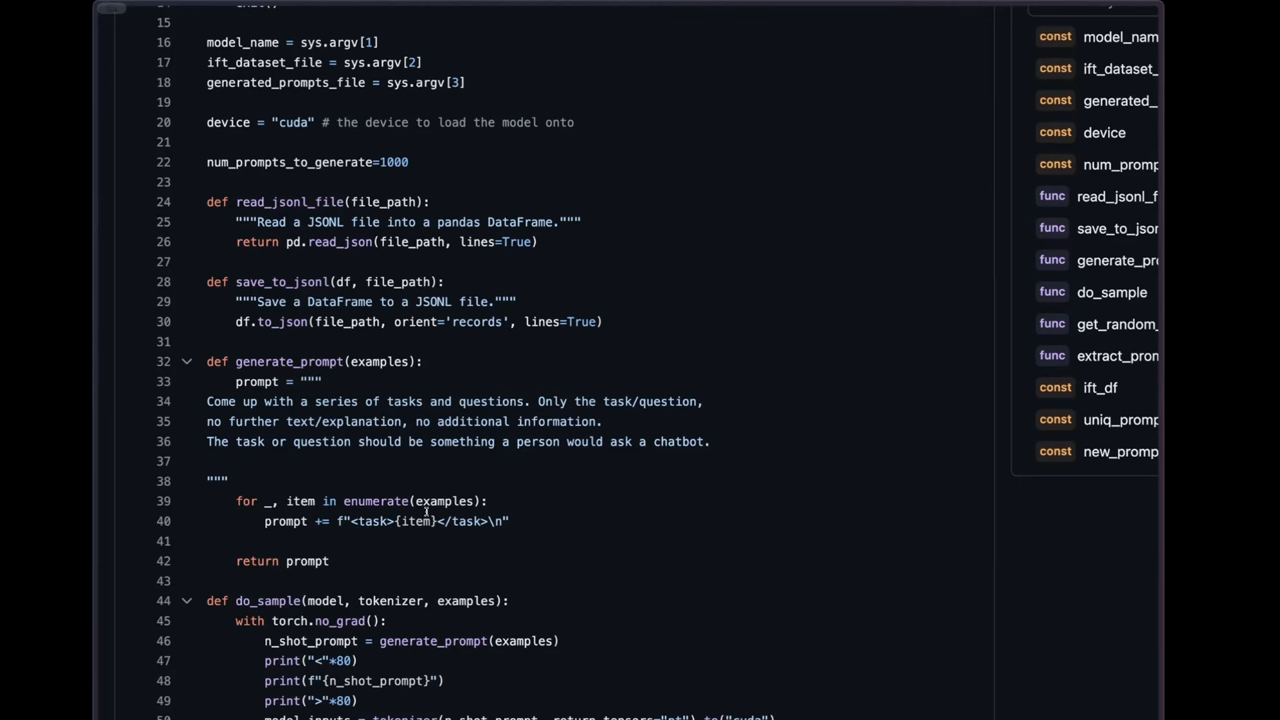 15
16 model_name = sys.argv[1]
17 ift_dataset_file = sys.argv[2]
18 generated_prompts_file = sys.argv[3]
19
20 device = "cuda" # the device to load the model onto
21
22 num_prompts_to_generate=1000
23
24 def read_jsonl_file(file_path):
25 """Read a JSONL file into a pandas DataFrame."""
26 return pd.read_json(file_path, lines=True)
27
28 def save_to_jsonl(df, file_path):
29 """Save a DataFrame to a JSONL file."""
30 df.to_json(file_path, orient='records', lines=True)
31
32 def generate_prompt(examples):
33 prompt = """
34 Come up with a series of tasks and questions. Only the task/question,
35 no further text/explanation, no additional information.
36 The task or question should be something a person would ask a chatbot.
37
38 """
39 for _, item in enumerate(examples):
40 prompt += f"<task>{item}</task>\n"
41
42 return prompt
43
44 def do_sample(model, tokenizer, examples):
45 with torch.no_grad():
46 n_shot_prompt = generate_prompt(examples)
47 print("<"*80)
48 print(f"{n_shot_prompt}")
49 print(">"*80)
50 model_inputs = tokenizer(n_shot_prompt, return_tensors="pt").to("cuda")
const model_nam
const ift_dataset_
const generated_
const device
const num_promp
func read_jsonl_f
func save_to_jsor
func generate_pro
func do_sample
func get_random_
func extract_pron
const ift_df
const uniq_promp
const new_promp